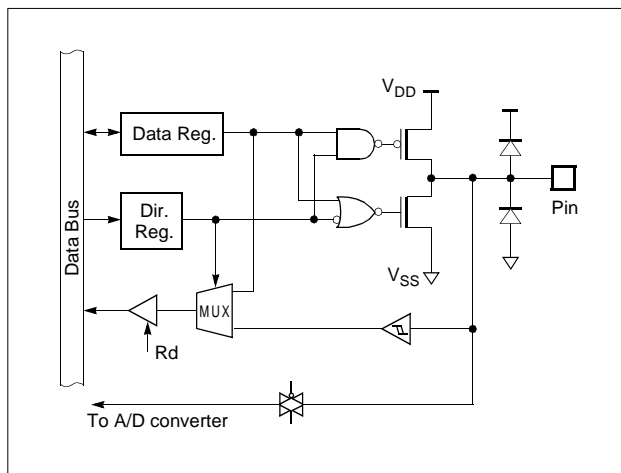 VDD
Data Reg.
Dir.
Reg.
Data Bus
Pin
VSS
MUX
Rd
To A/D converter